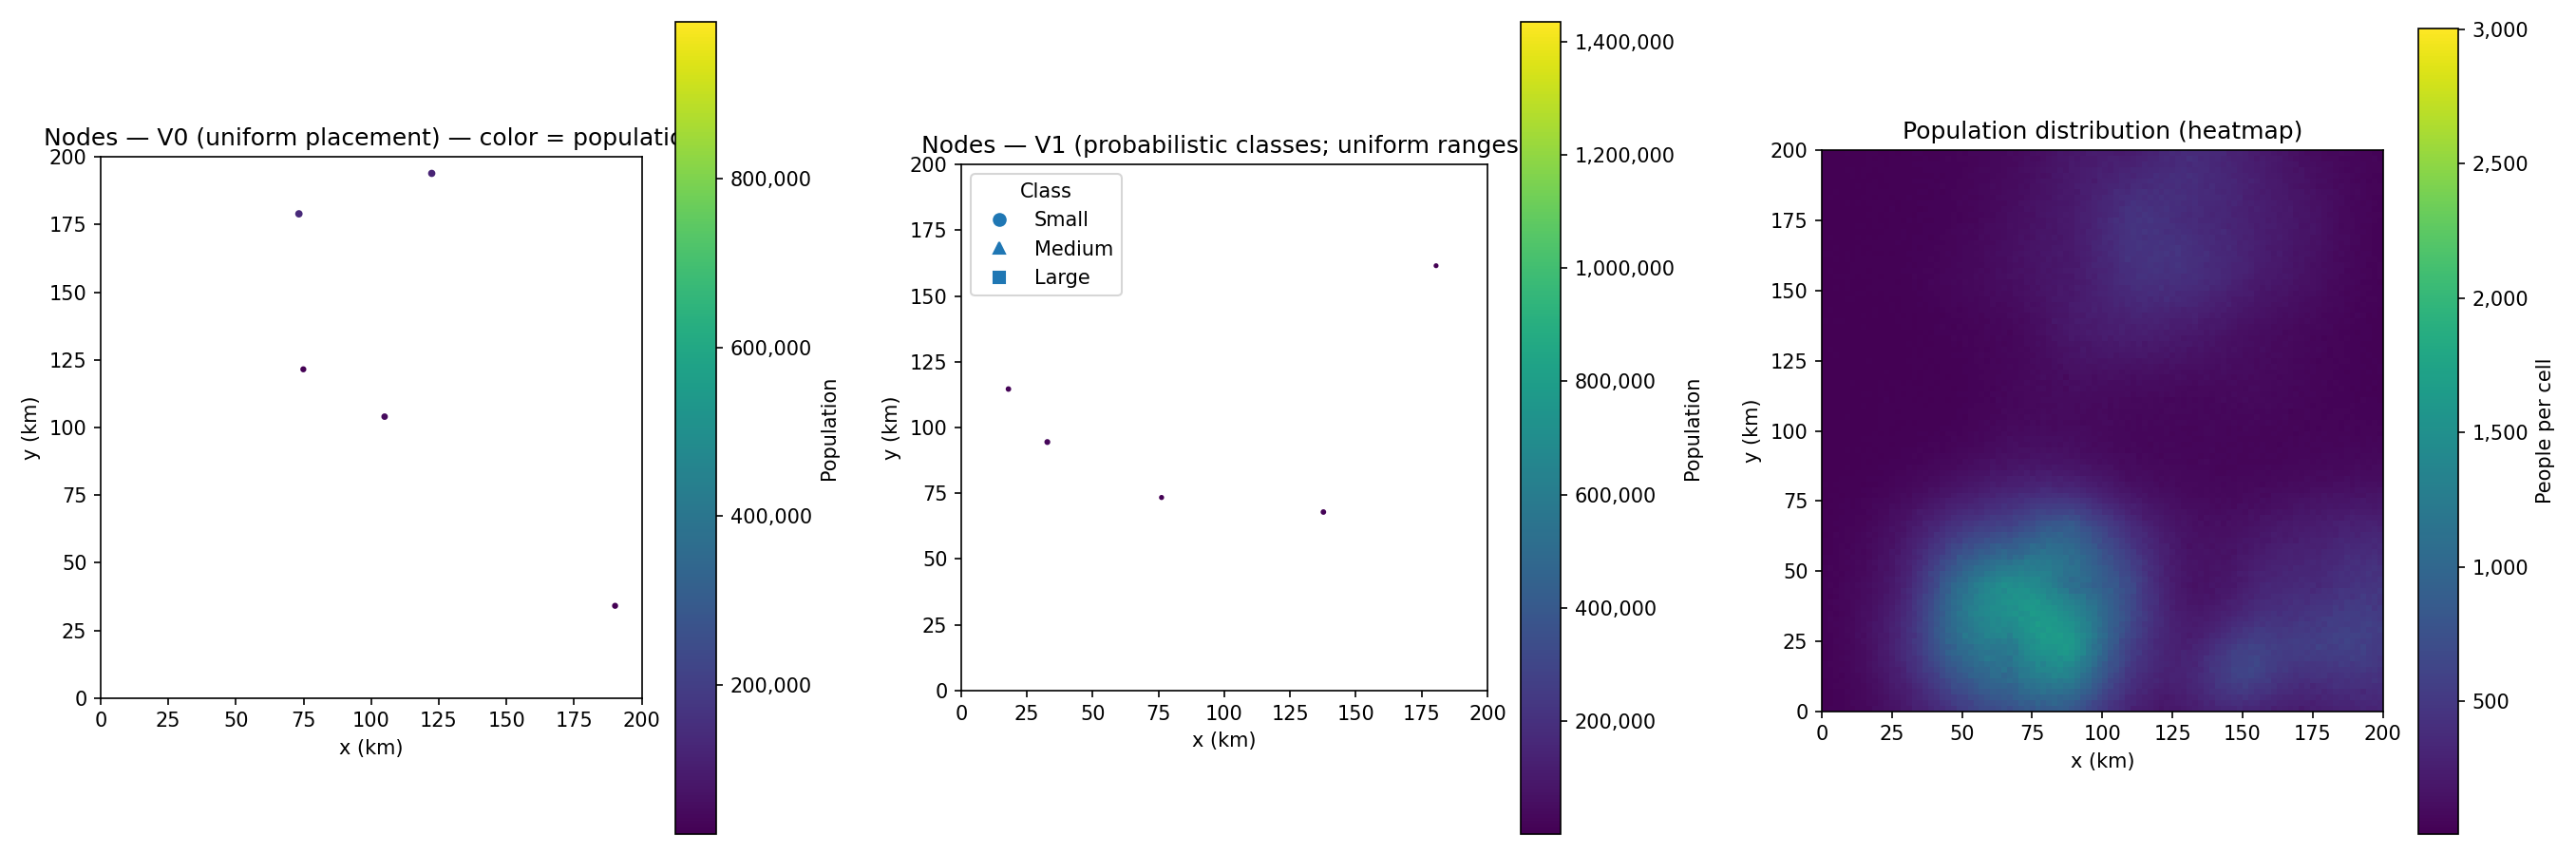 Nodes — V0 (uniform placement) — color = populatio
200
175
150
125
100
75
50
25
0
0 25 50 75 100 125 150 175 200
x (km)
y (km)
800,000
600,000
400,000
200,000
Population
Nodes — V1 (probabilistic classes; uniform ranges
Class
Small
Medium
Large
200
175
150
125
100
75
50
25
0
0 25 50 75 100 125 150 175 200
x (km)
y (km)
1,400,000
1,200,000
1,000,000
800,000
600,000
400,000
200,000
Population
Population distribution (heatmap)
200
175
150
125
100
75
50
25
0
0 25 50 75 100 125 150 175 200
x (km)
y (km)
3,000
2,500
2,000
1,500
1,000
500
People per cell